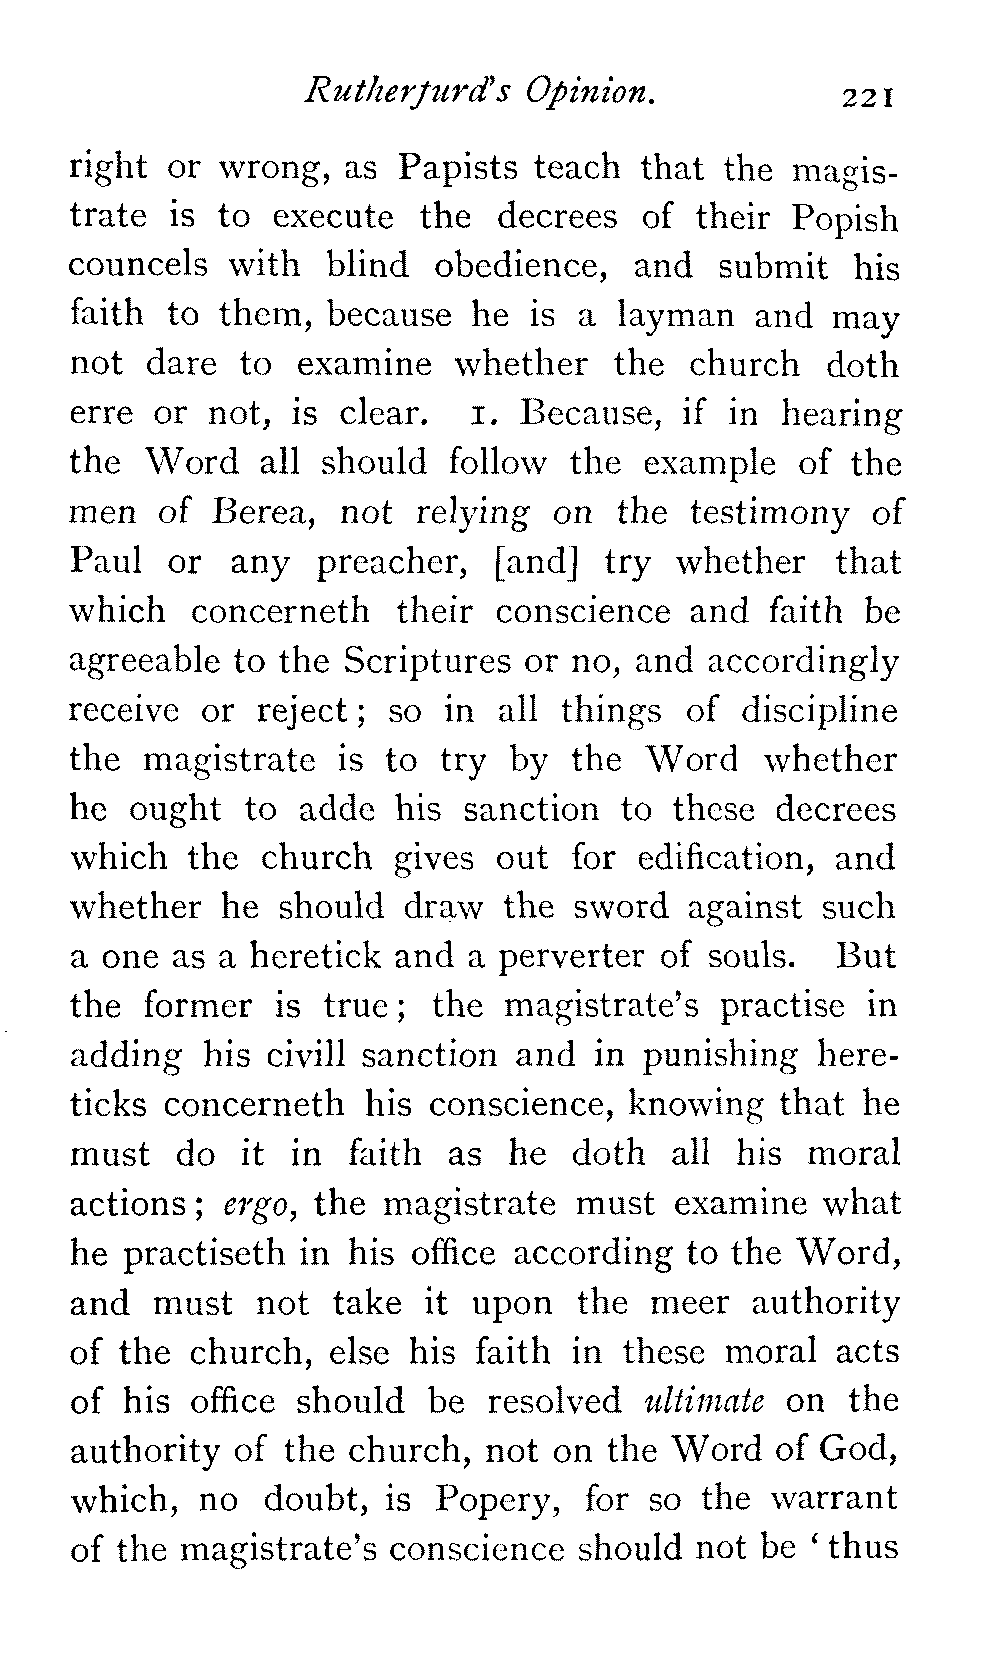 Rutherfurd's Opinion. 221
right or wrong, as Papists teach that the magis-
trate is to execute the decrees of their Popish
councels with blind obedience, and submit his
faith to them, because he is a layman and may
not dare to examine whether the church doth
erre or not, is clear. 1. Because, if in hearing
the Word all should follow the example of the
men of Berea, not relying on the testimony of
Paul or any preacher, [and] try whether that
which concerneth their conscience and faith be
agreeable to the Scriptures or no, and accordingly
receive or reject; so in all things of discipline
the magistrate is to try by the Word whether
he ought to adde his sanction to these decrees
which the church gives out for edification, and
whether he should draw the sword against such
a one as a heretick and a perverter of souls. But
the former is true; the magistrate's practise in
adding his civill sanction and in punishing here-
ticks concerneth his conscience, knowing that he
must do it in faith as he doth all his moral
actions; ergo, the magistrate must examine what
he practiseth in his office according to the Word,
and must not take it upon the meer authority
of the church, else his faith in these moral acts
of his office should be resolved ultimate on the
authority of the church, not on the Word of God,
which, no doubt, is Popery, for so the warrant
of the magistrate's conscience should not be ‘thus